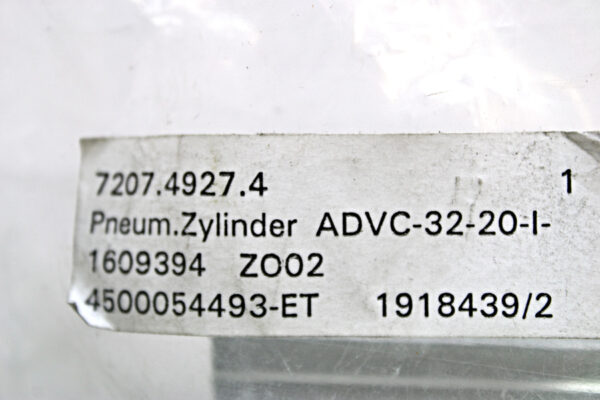 7207.4927.4 1
Pneum.Zylinder ADVC-32-20-I-
1609394 ZO02
4500054493-ET 1918439/2